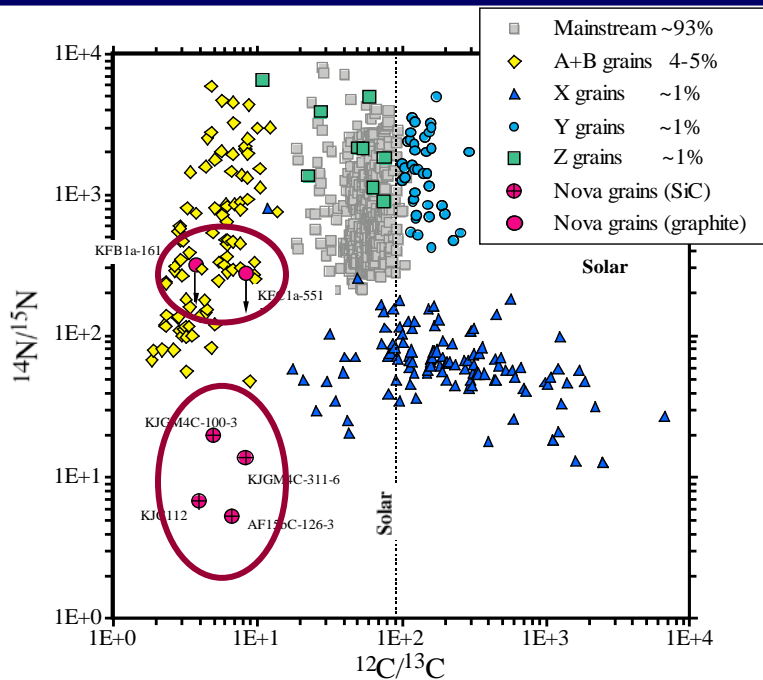 Mainstream ~93%
A+B grains 4-5%
X grains ~1%
Y grains ~1%
Z grains ~1%
Nova grains (SiC)
Nova grains (graphite)
1E+4
1E+3
1E+2
1E+1
1E+0
14N/15N
KFB1a-161
KFC1a-551
Solar
KJGM4C-100-3
KJGM4C-311-6
AF15bC-126-3
Solar
1E+0
1E+1
1E+2
1E+3
1E+4
12C/13C